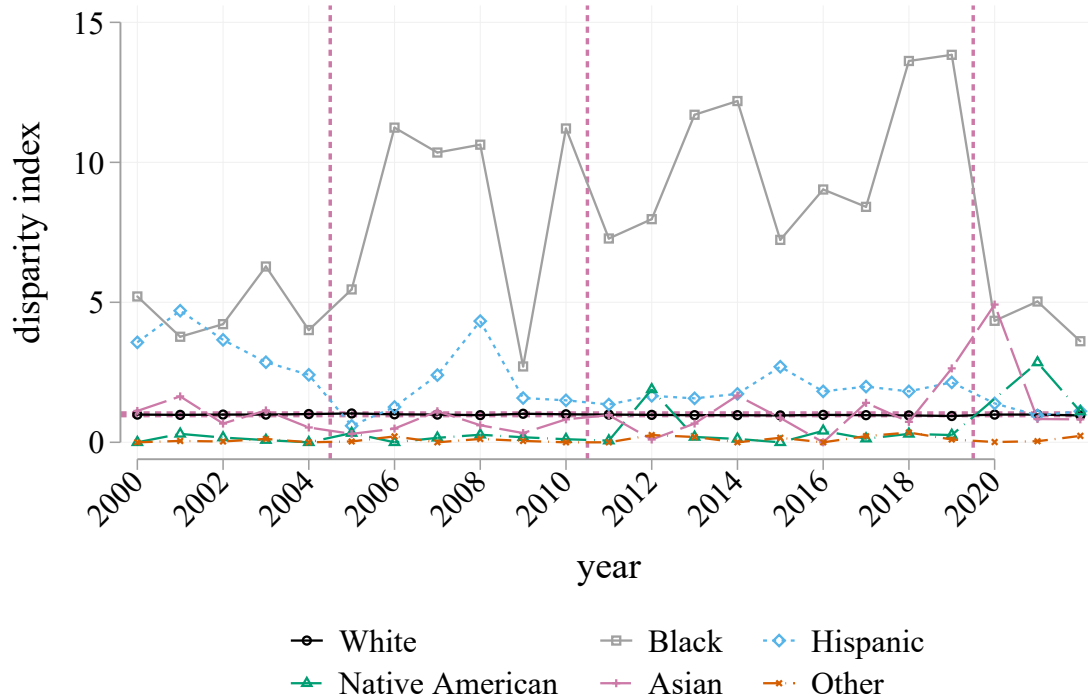 15
10
5
0
disparity index
2000 2002 2004 2006 2008 2010 2012 2014 2016 2018 2020
year
White Black Hispanic
Native American Asian Other